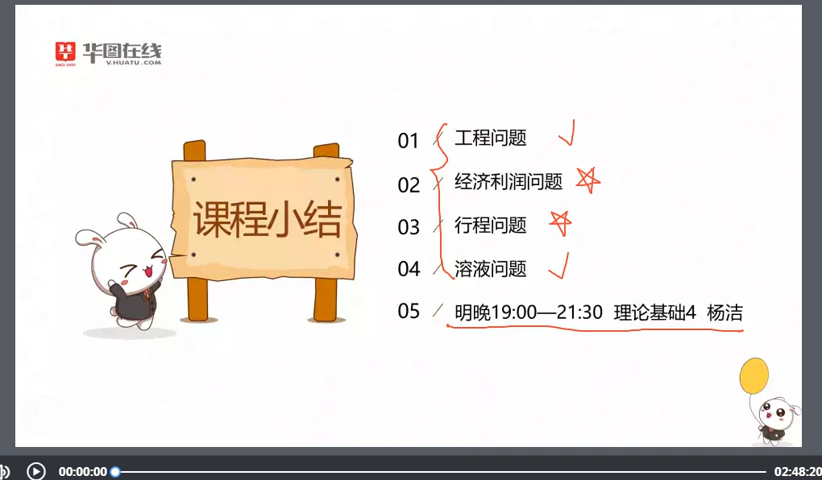 华图在线
V.HUATU.COM
课程小结
01 / 工程问题
02 / 经济利润问题
03 / 行程问题
04 / 溶液问题
05 / 明晚19:00—21:30 理论基础4 杨洁
00:00:00
02:48:20